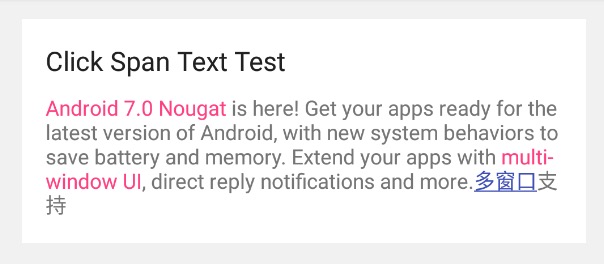 Click Span Text Test
Android 7.0 Nougat is here! Get your apps ready for the
latest version of Android, with new system behaviors to
save battery and memory. Extend your apps with multi-
window UI, direct reply notifications and more.多窗口支
持